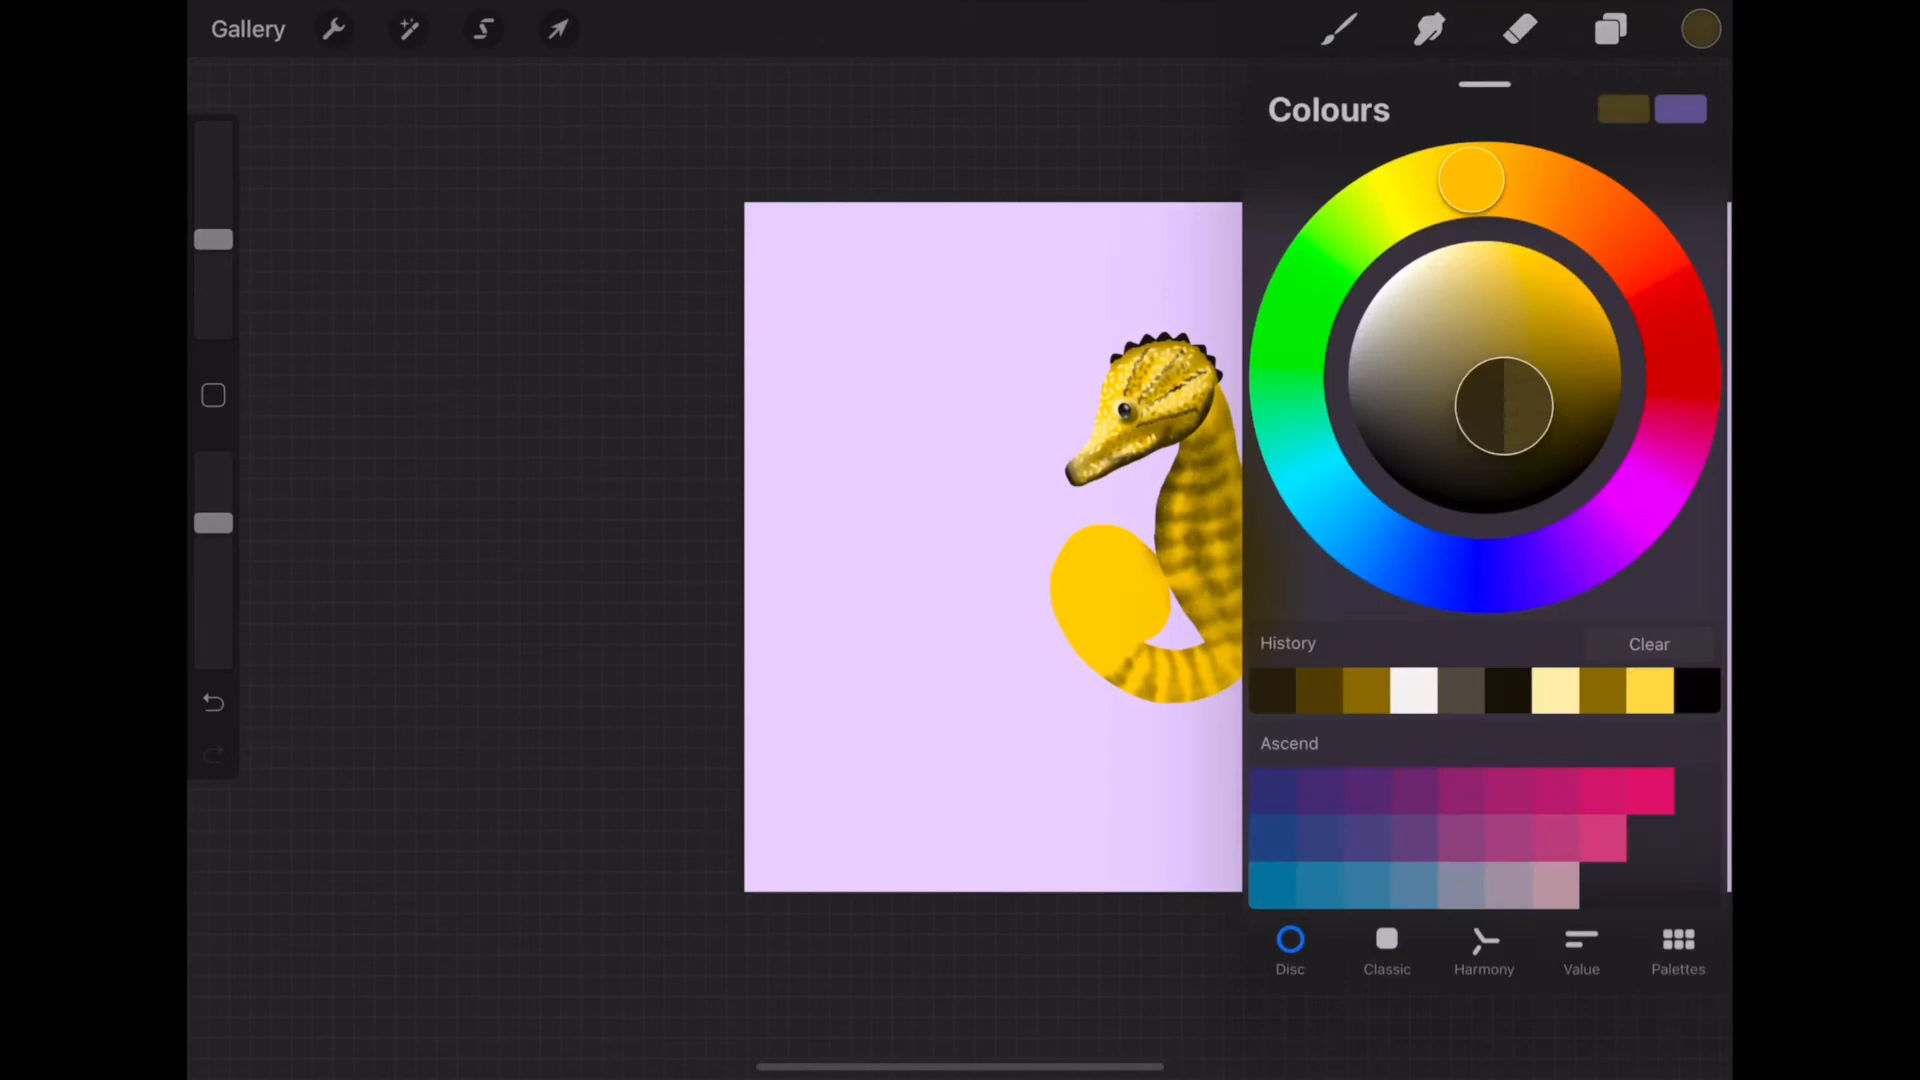 Gallery
Colours
History
Clear
Ascend
Disc
Classic
Harmony
Value
Palettes